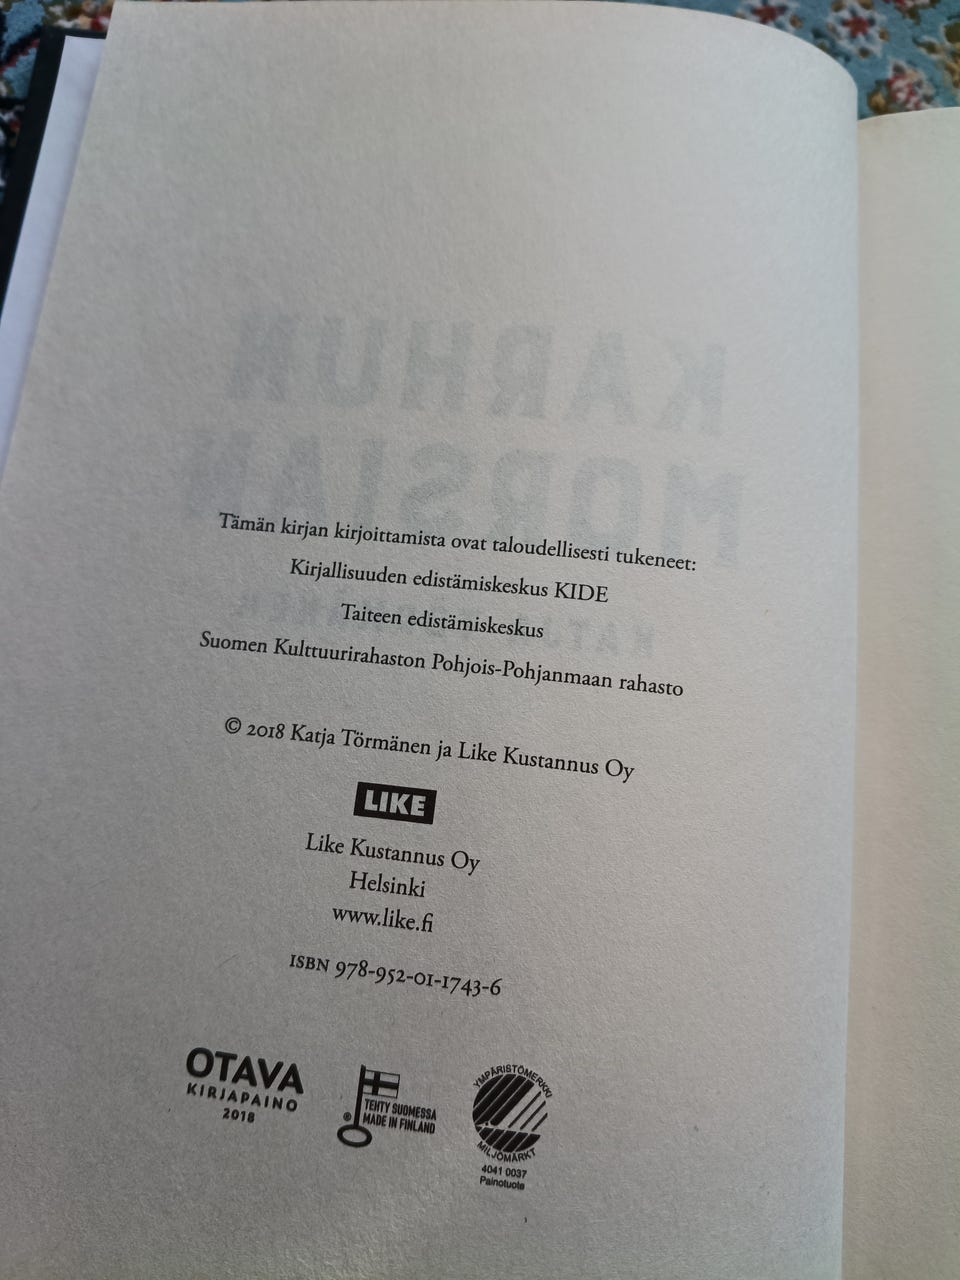 KARHUN
MORSIAN
Tämän kirjan kirjoittamista ovat taloudellisesti tukeneet:
Kirjallisuuden edistämiskeskus KIDE
Taiteen edistämiskeskus
Suomen Kulttuurirahaston Pohjois-Pohjanmaan rahasto
© 2018 Katja Törmänen ja Like Kustannus Oy
LIKE
Like Kustannus Oy
Helsinki
www.like.fi
ISBN 978-952-01-1743-6
OTAVA
KIRJAPAINO
2018
®
TEHTY SUOMESSA
MADE IN FINLAND
YMPÄRISTÖMERKKI
MILJÖMÄRKT
4041 0037
Painotuote